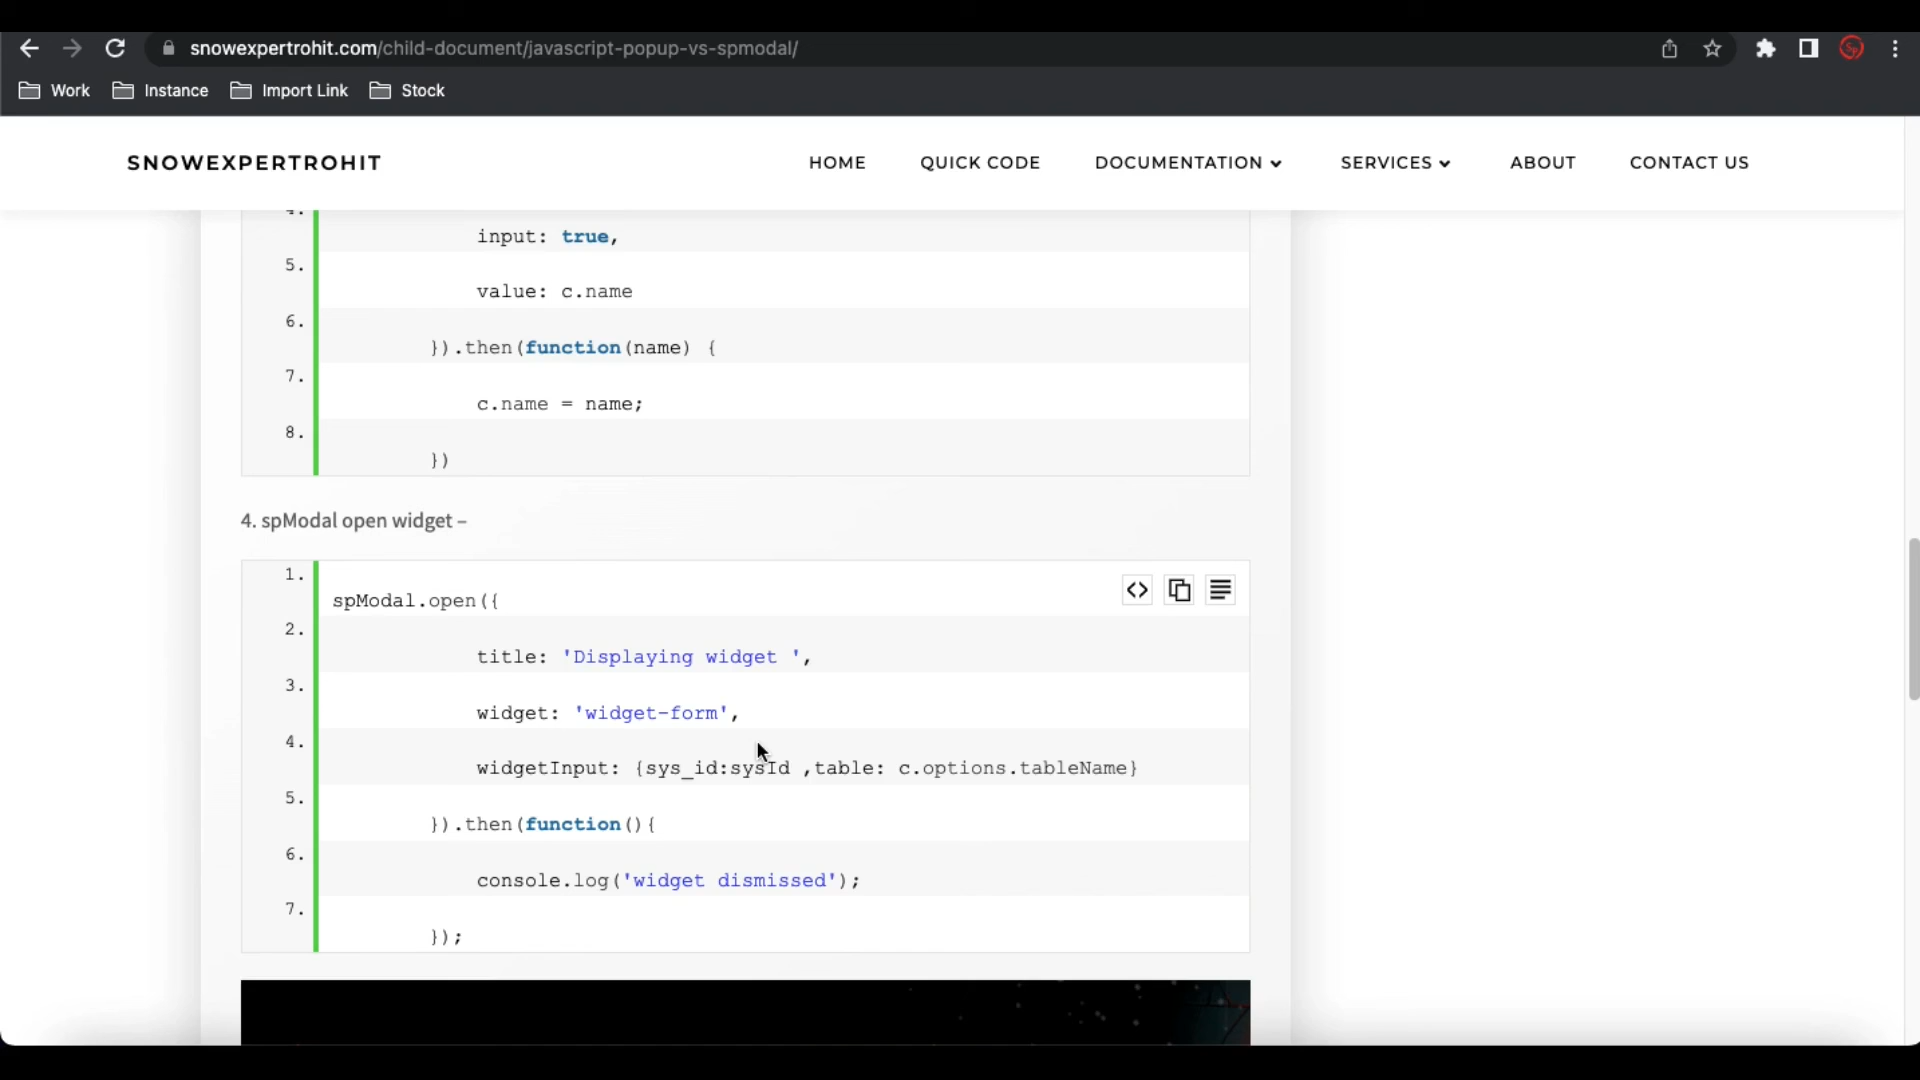 snowexpertrohit.com/child-document/javascript-popup-vs-spmodal/
Sp
Work Instance Import Link Stock
SNOWEXPERTROHIT HOME QUICK CODE DOCUMENTATION SERVICES ABOUT CONTACT US
4.
input: true,
5.
value: c.name
6.
}).then(function(name) {
7.
c.name = name;
8.
})
4. spModal open widget –
1.
spModal.open({
2.
title: 'Displaying widget ',
3.
widget: 'widget-form',
4.
widgetInput: {sys_id:sysId ,table: c.options.tableName}
5.
}).then(function(){
6.
console.log('widget dismissed');
7.
});